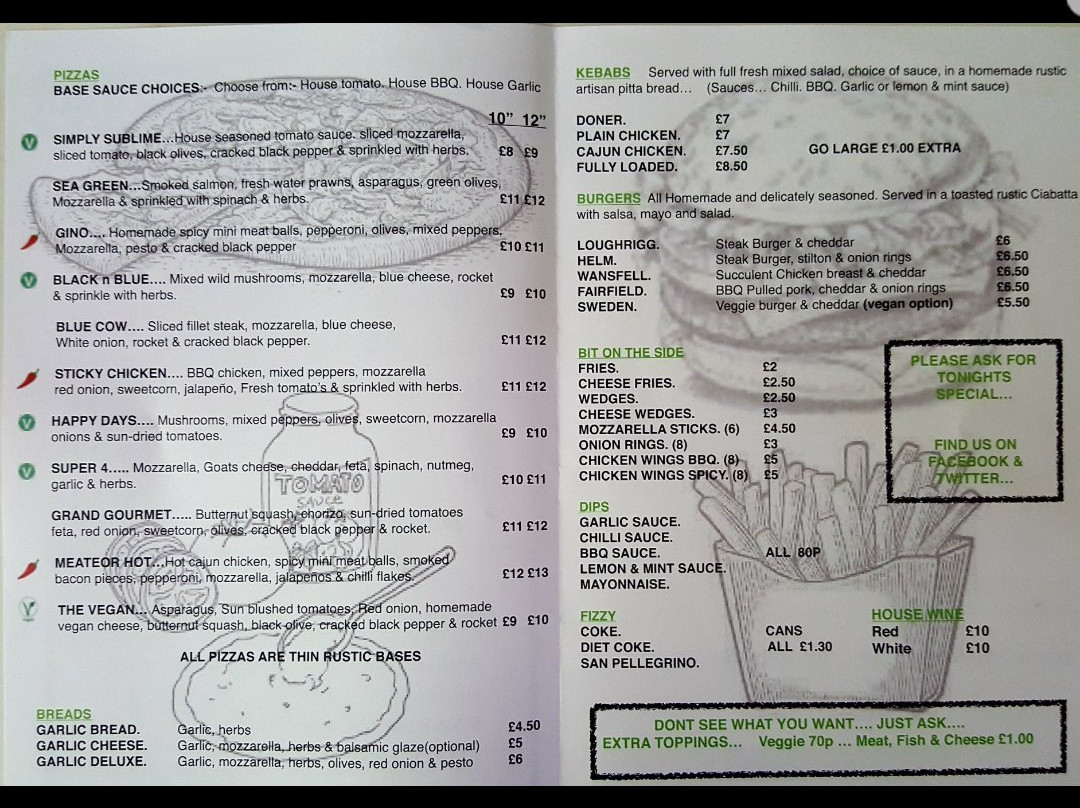 PIZZAS
BASE SAUCE CHOICES:- Choose from:- House tomato. House BBQ. House Garlic
10" 12"
SIMPLY SUBLIME...House seasoned tomato sauce. sliced mozzarella,
sliced tomato, black olives, cracked black pepper & sprinkled with herbs. £8 £9
SEA GREEN...Smoked salmon, fresh water prawns, asparagus, green olives,
Mozzarella & sprinkled with spinach & herbs. £11 £12
GINO.... Homemade spicy mini meat balls, pepperoni, olives, mixed peppers,
Mozzarella, pesto & cracked black pepper £10 £11
BLACK n BLUE.... Mixed wild mushrooms, mozzarella, blue cheese, rocket
& sprinkle with herbs. £9 £10
BLUE COW.... Sliced fillet steak, mozzarella, blue cheese,
White onion, rocket & cracked black pepper. £11 £12
STICKY CHICKEN.... BBQ chicken, mixed peppers, mozzarella
red onion, sweetcorn, jalapeño, Fresh tomato's & sprinkled with herbs. £11 £12
HAPPY DAYS.... Mushrooms, mixed peppers, olives, sweetcorn, mozzarella
onions & sun-dried tomatoes. £9 £10
SUPER 4..... Mozzarella, Goats cheese, cheddar, feta, spinach, nutmeg,
garlic & herbs. £10 £11
TOMATO
SAUCE
GRAND GOURMET..... Butternut squash, chorizo, sun-dried tomatoes
feta, red onion, sweetcorn, olives, cracked black pepper & rocket. £11 £12
METEOR HOT...Hot cajun chicken, spicy mini meat balls, smoked
bacon pieces, pepperoni, mozzarella, jalapenos & chilli flakes. £12 £13
THE VEGAN... Asparagus, Sun blushed tomatoes, Red onion, homemade
vegan cheese, butternut squash, black olive, cracked black pepper & rocket £9 £10
ALL PIZZAS ARE THIN RUSTIC BASES
BREADS
GARLIC BREAD. Garlic, herbs £4.50
GARLIC CHEESE. Garlic, mozzarella, herbs & balsamic glaze(optional) £5
GARLIC DELUXE. Garlic, mozzarella, herbs, olives, red onion & pesto £6
KEBABS Served with full fresh mixed salad, choice of sauce, in a homemade rustic
artisan pitta bread... (Sauces... Chilli. BBQ. Garlic or lemon & mint sauce)
DONER. £7
PLAIN CHICKEN. £7
CAJUN CHICKEN. £7.50 GO LARGE £1.00 EXTRA
FULLY LOADED. £8.50
BURGERS All Homemade and delicately seasoned. Served in a toasted rustic Ciabatta
with salsa, mayo and salad.
LOUGHRIGG. Steak Burger & cheddar £6
HELM. Steak Burger, stilton & onion rings £6.50
WANSFELL. Succulent Chicken breast & cheddar £6.50
FAIRFIELD. BBQ Pulled pork, cheddar & onion rings £6.50
SWEDEN. Veggie burger & cheddar (vegan option) £5.50
BIT ON THE SIDE
FRIES. £2
CHEESE FRIES. £2.50
WEDGES. £2.50
CHEESE WEDGES. £3
MOZZARELLA STICKS. (6) £4.50
ONION RINGS. (8) £3
CHICKEN WINGS BBQ. (8) £5
CHICKEN WINGS SPICY. (8) £5
PLEASE ASK FOR
TONIGHTS
SPECIAL...
FIND US ON
FACEBOOK &
TWITTER...
DIPS
GARLIC SAUCE.
CHILLI SAUCE.
BBQ SAUCE. ALL 80P
LEMON & MINT SAUCE.
MAYONNAISE.
FIZZY
COKE. CANS
DIET COKE. ALL £1.30
SAN PELLEGRINO.
HOUSE WINE
Red £10
White £10
DONT SEE WHAT YOU WANT.... JUST ASK....
EXTRA TOPPINGS... Veggie 70p ... Meat, Fish & Cheese £1.00